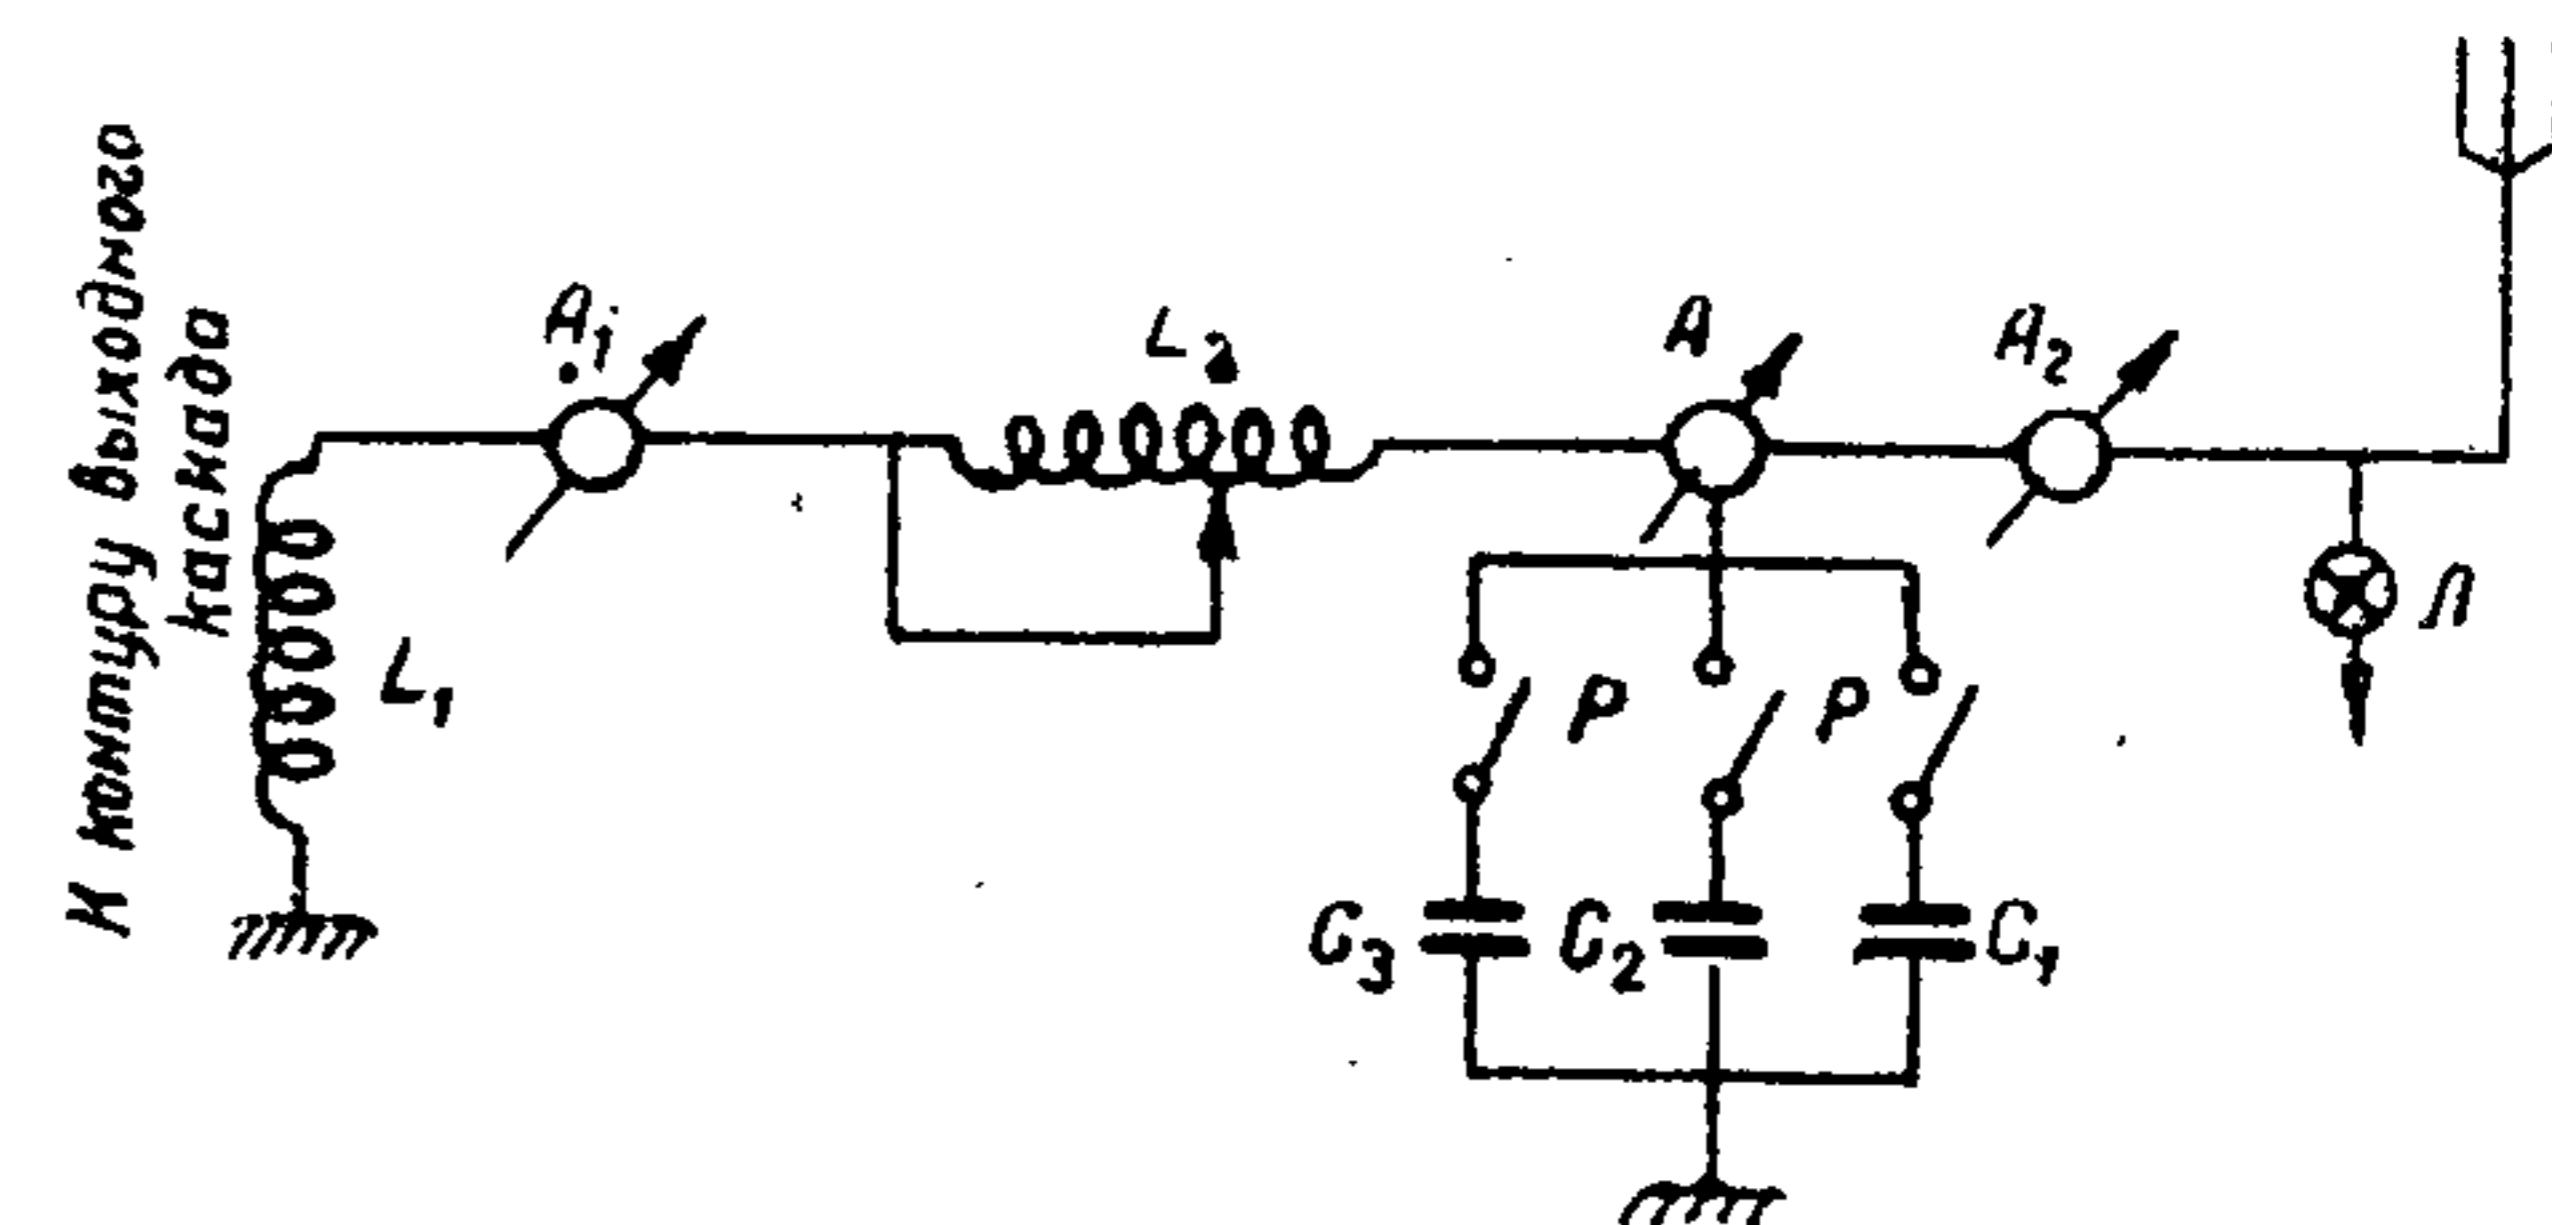 К контуру выходного
каскада
A₁
L₂
A
A₂
L₁
P
P
Л
C₃
C₂
C₁